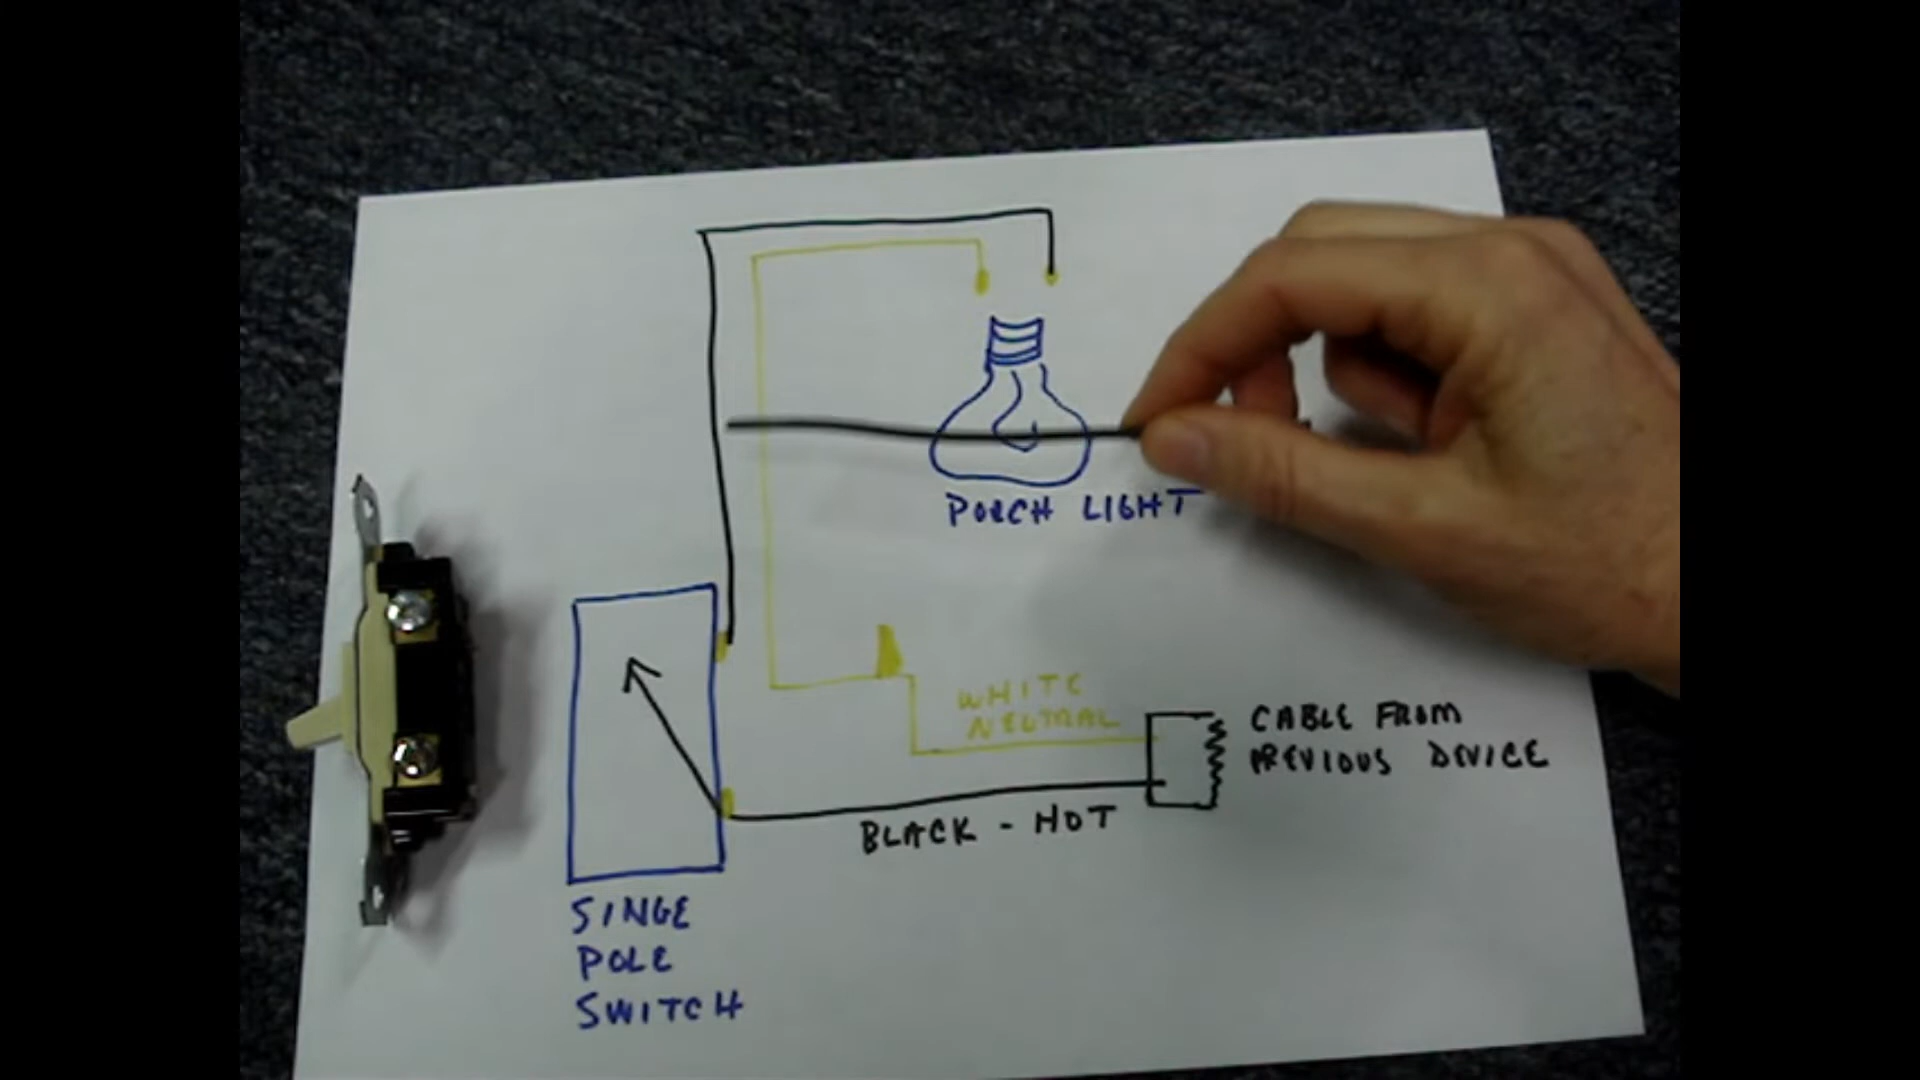 PORCH LIGHT
WHITE
NEUTRAL
CABLE FROM
PREVIOUS DEVICE
BLACK - HOT
SINGE
POLE
SWITCH